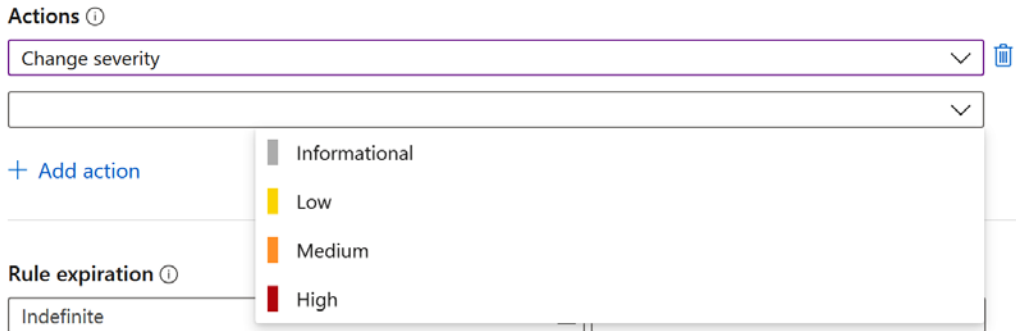 Actions
Change severity
Informational
+ Add action
Low
Medium
Rule expiration
High
Indefinite